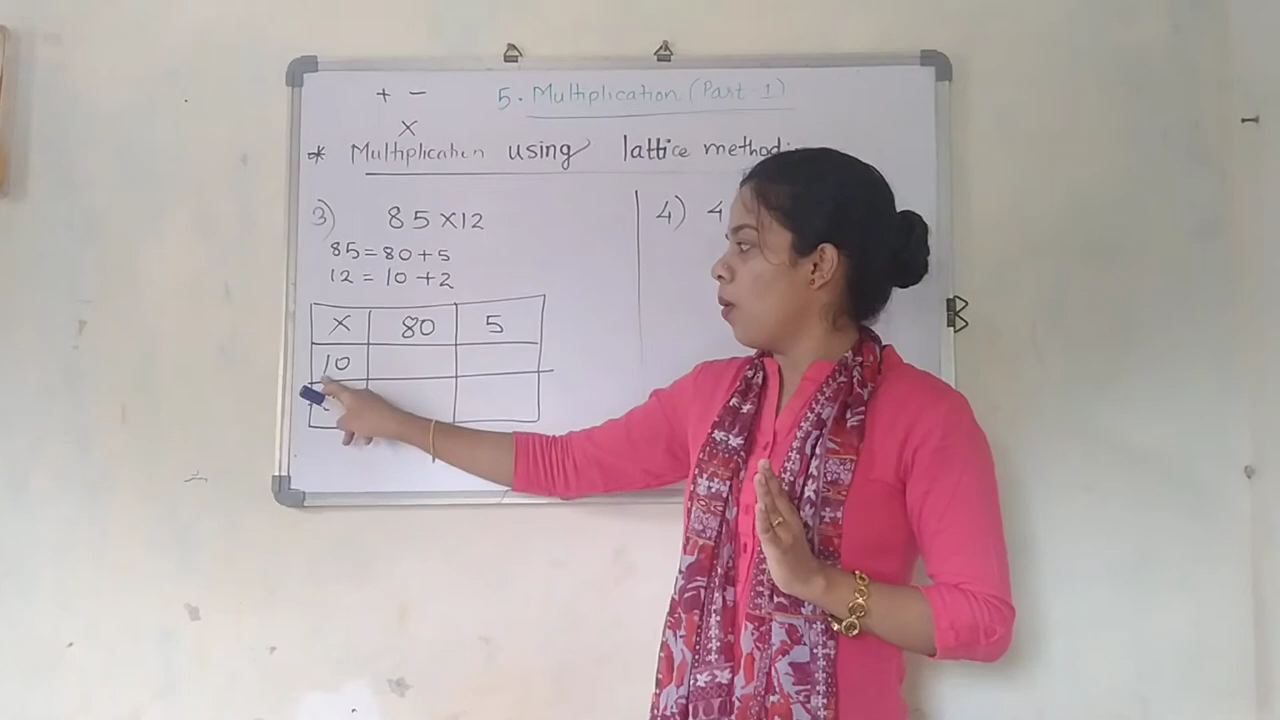 + -
5. Multiplication (Part-1)
x
* Multiplication using lattice method
3) 85 x 12
85 = 80 + 5
12 = 10 + 2
x 80 5
10
4) 4